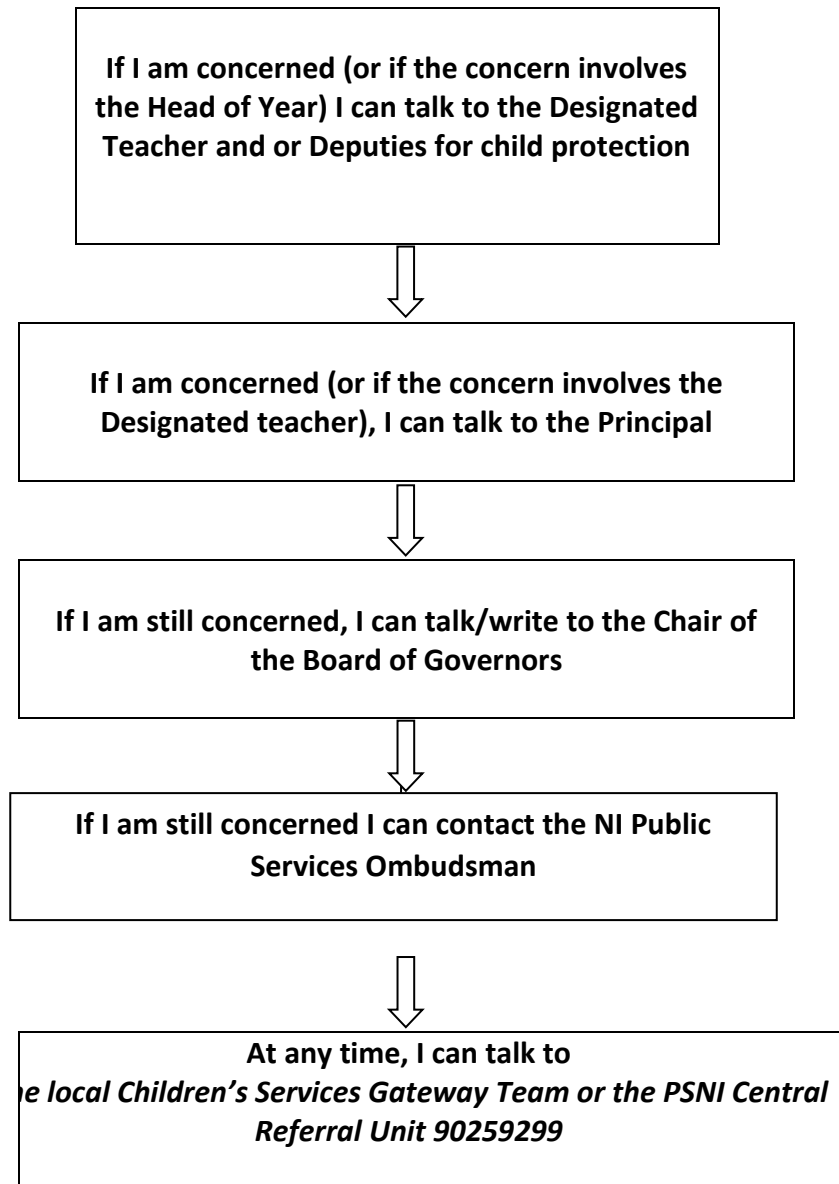 If I am concerned (or if the concern involves
the Head of Year) I can talk to the Designated
Teacher and or Deputies for child protection
If I am concerned (or if the concern involves the
Designated teacher), I can talk to the Principal
If I am still concerned, I can talk/write to the Chair of
the Board of Governors
If I am still concerned I can contact the NI Public
Services Ombudsman
At any time, I can talk to
local Children’s Services Gateway Team or the PSNI Central
Referral Unit 90259299